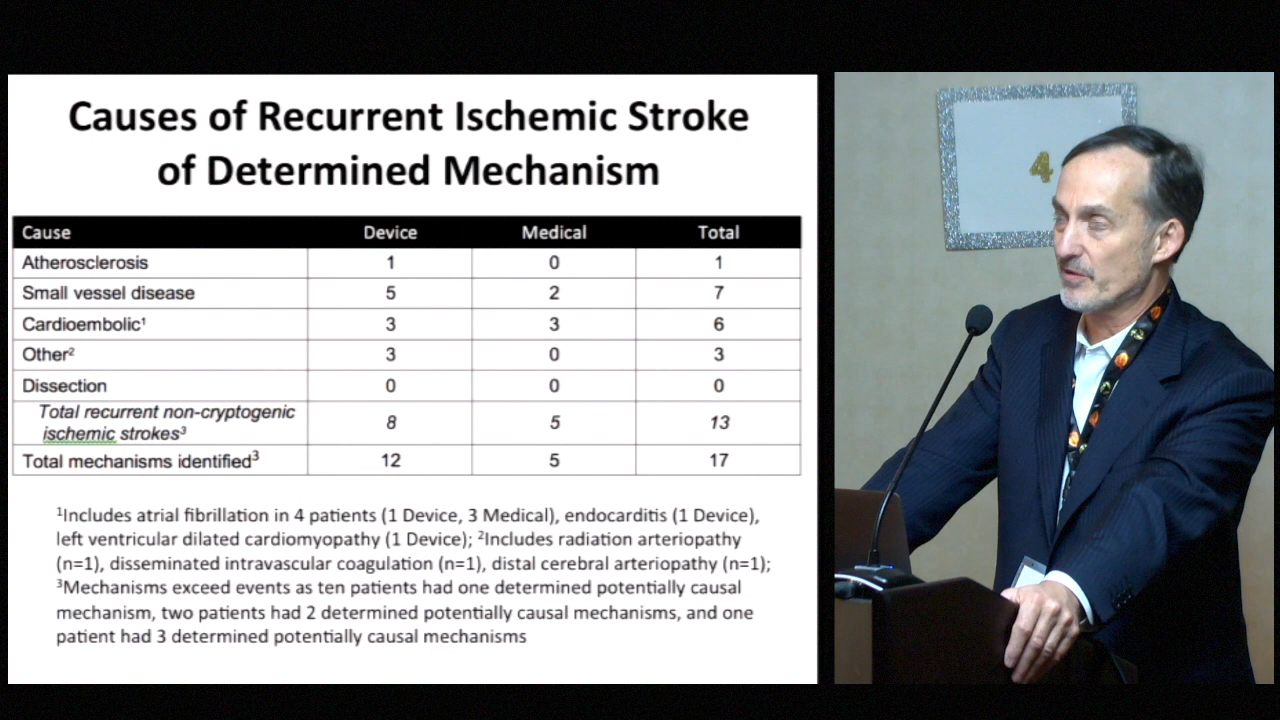 Causes of Recurrent Ischemic Stroke
of Determined Mechanism
Cause Device Medical Total
Atherosclerosis 1 0 1
Small vessel disease 5 2 7
Cardioembolic¹ 3 3 6
Other² 3 0 3
Dissection 0 0 0
Total recurrent non-cryptogenic
ischemic strokes³ 8 5 13
Total mechanisms identified³ 12 5 17
¹Includes atrial fibrillation in 4 patients (1 Device, 3 Medical), endocarditis (1 Device),
left ventricular dilated cardiomyopathy (1 Device); ²Includes radiation arteriopathy
(n=1), disseminated intravascular coagulation (n=1), distal cerebral arteriopathy (n=1);
³Mechanisms exceed events as ten patients had one determined potentially causal
mechanism, two patients had 2 determined potentially causal mechanisms, and one
patient had 3 determined potentially causal mechanisms
4